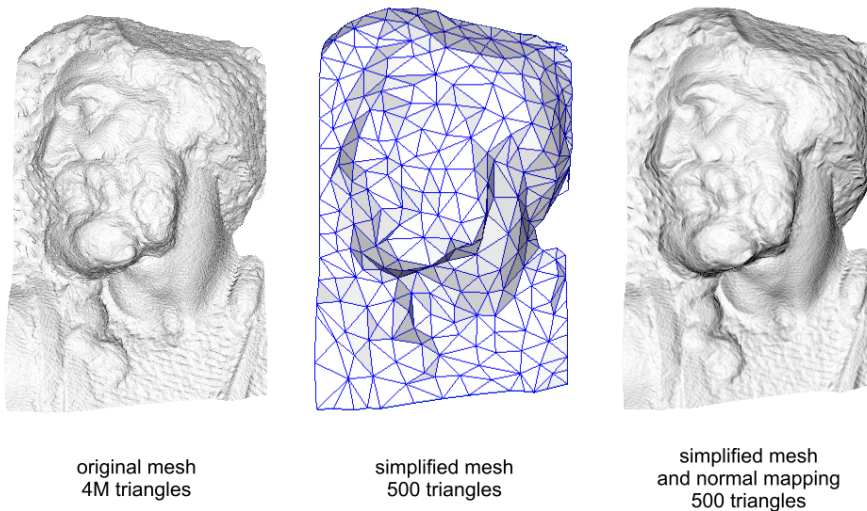 original mesh
4M triangles
simplified mesh
500 triangles
simplified mesh
and normal mapping
500 triangles